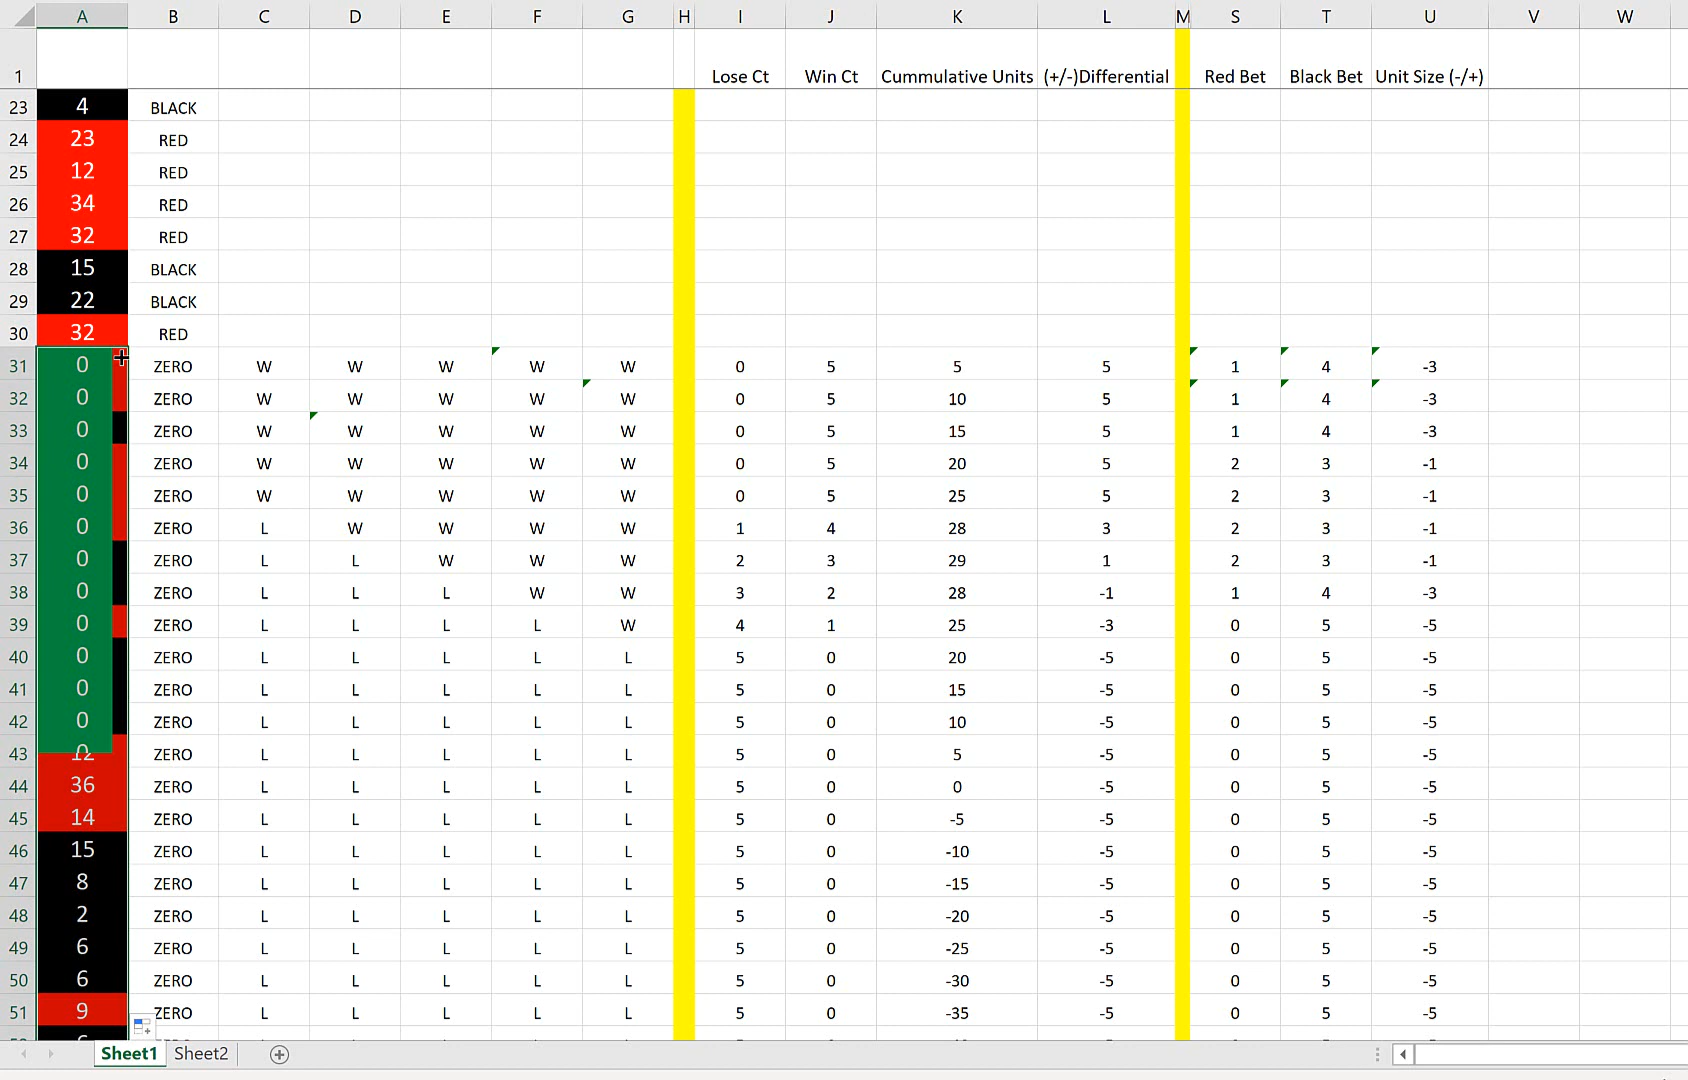 A B C D E F G H I J K L M S T U V W
1 Lose Ct Win Ct Cummulative Units (+/-)Differential Red Bet Black Bet Unit Size (-/+)
23 4 BLACK
24 23 RED
25 12 RED
26 34 RED
27 32 RED
28 15 BLACK
29 22 BLACK
30 32 RED
31 0 ZERO W W W W W 0 5 5 5 1 4 -3
32 0 ZERO W W W W W 0 5 10 5 1 4 -3
33 0 ZERO W W W W W 0 5 15 5 1 4 -3
34 0 ZERO W W W W W 0 5 20 5 2 3 -1
35 0 ZERO W W W W W 0 5 25 5 2 3 -1
36 0 ZERO L W W W W 1 4 28 3 2 3 -1
37 0 ZERO L L W W W 2 3 29 1 2 3 -1
38 0 ZERO L L L W W 3 2 28 -1 1 4 -3
39 0 ZERO L L L L W 4 1 25 -3 0 5 -5
40 0 ZERO L L L L L 5 0 20 -5 0 5 -5
41 0 ZERO L L L L L 5 0 15 -5 0 5 -5
42 0 ZERO L L L L L 5 0 10 -5 0 5 -5
43 ZERO L L L L L 5 0 5 -5 0 5 -5
44 36 ZERO L L L L L 5 0 0 -5 0 5 -5
45 14 ZERO L L L L L 5 0 -5 -5 0 5 -5
46 15 ZERO L L L L L 5 0 -10 -5 0 5 -5
47 8 ZERO L L L L L 5 0 -15 -5 0 5 -5
48 2 ZERO L L L L L 5 0 -20 -5 0 5 -5
49 6 ZERO L L L L L 5 0 -25 -5 0 5 -5
50 6 ZERO L L L L L 5 0 -30 -5 0 5 -5
51 9 ZERO L L L L L 5 0 -35 -5 0 5 -5
Sheet1 Sheet2